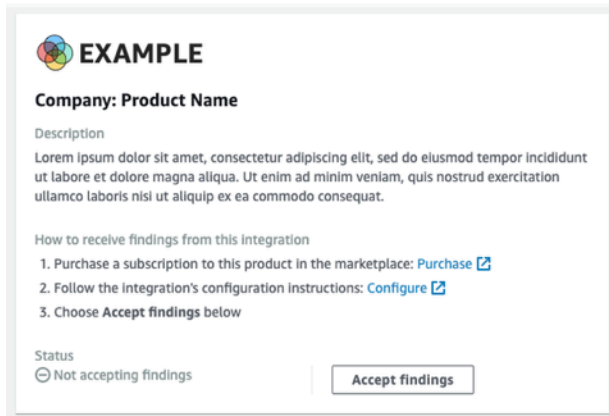 EXAMPLE
Company: Product Name
Description
Lorem ipsum dolor sit amet, consectetur adipiscing elit, sed do eiusmod tempor incididunt
ut labore et dolore magna aliqua. Ut enim ad minim veniam, quis nostrud exercitation
ullamco laboris nisi ut aliquip ex ea commodo consequat.
How to receive findings from this integration
1. Purchase a subscription to this product in the marketplace: Purchase
2. Follow the integration's configuration instructions: Configure
3. Choose Accept findings below
Status
Not accepting findings
Accept findings